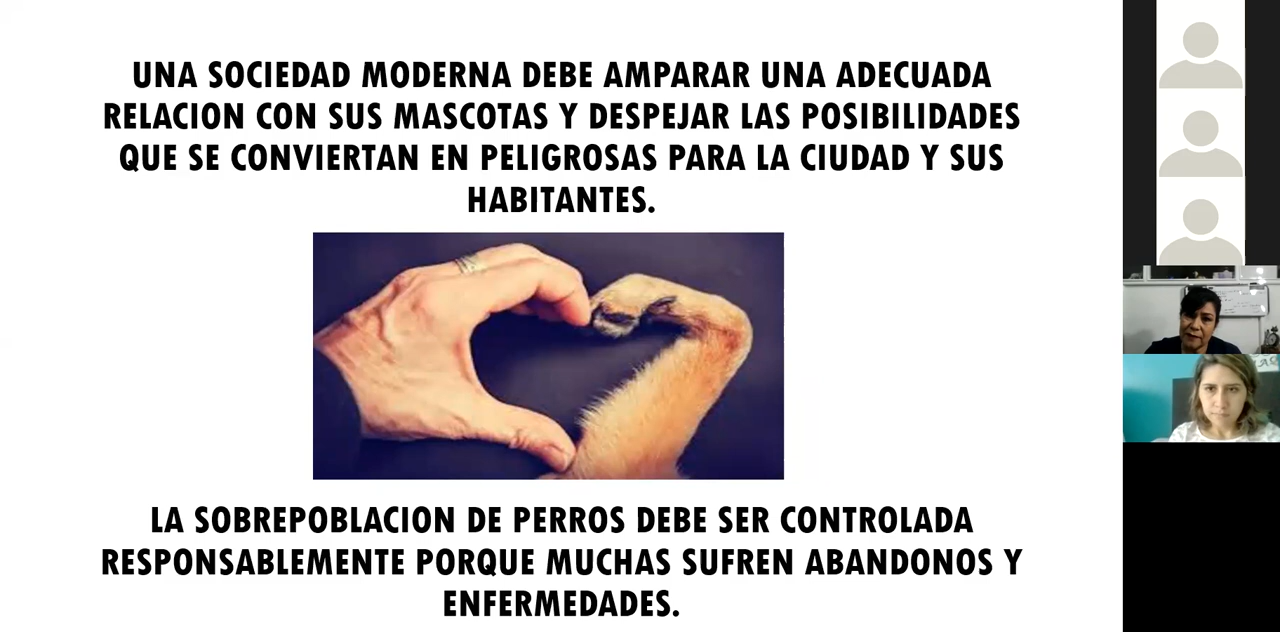 UNA SOCIEDAD MODERNA DEBE AMPARAR UNA ADECUADA
RELACION CON SUS MASCOTAS Y DESPEJAR LAS POSIBILIDADES
QUE SE CONVIERTAN EN PELIGROSAS PARA LA CIUDAD Y SUS
HABITANTES.
LA SOBREPOBLACION DE PERROS DEBE SER CONTROLADA
RESPONSABLEMENTE PORQUE MUCHAS SUFREN ABANDONOS Y
ENFERMEDADES.